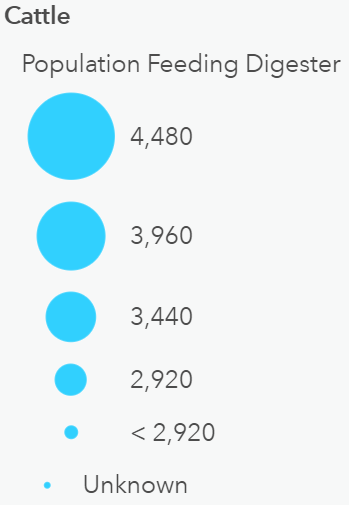 Cattle
Population Feeding Digester
4,480
3,960
3,440
2,920
< 2,920
Unknown